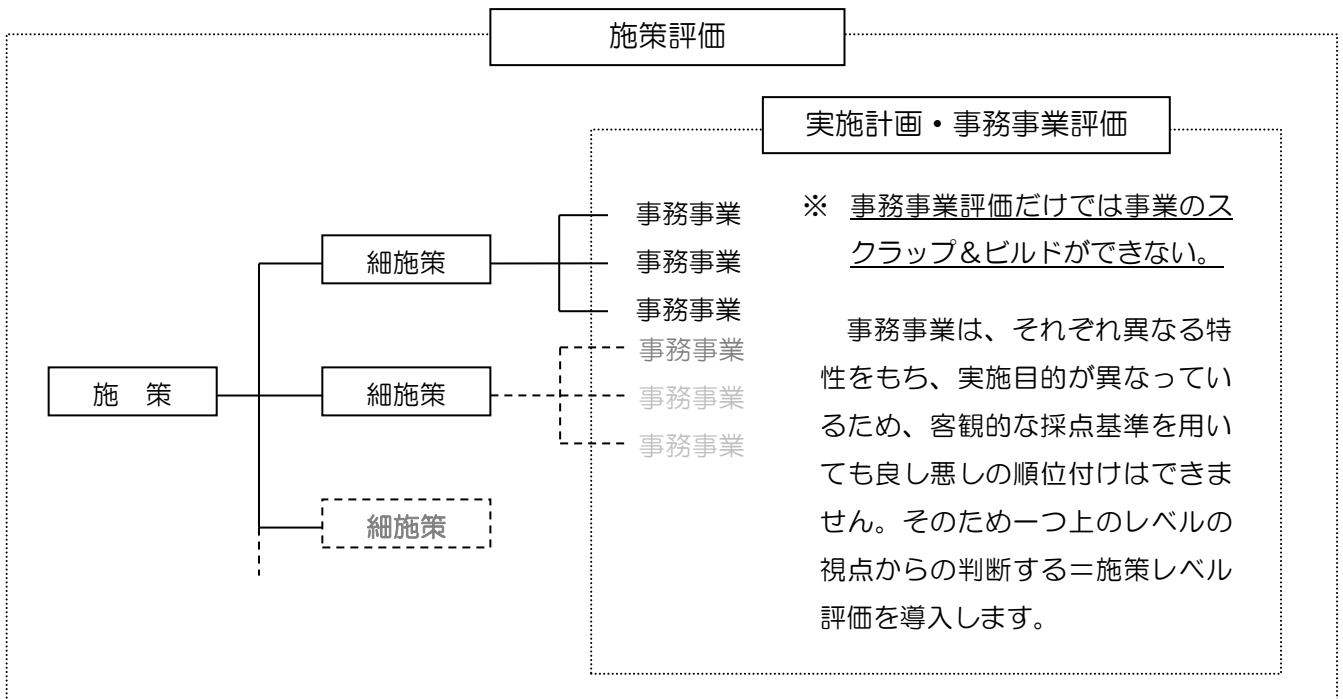 施策評価
実施計画・事務事業評価
事務事業
細施策
事務事業
事務事業
事務事業
施　策
細施策
事務事業
事務事業
細施策
※　事務事業評価だけでは事業のス
クラップ＆ビルドができない。
事務事業は、それぞれ異なる特
性をもち、実施目的が異なってい
るため、客観的な採点基準を用い
ても良し悪しの順位付けはできま
せん。そのため一つ上のレベルの
視点からの判断する＝施策レベル
評価を導入します。